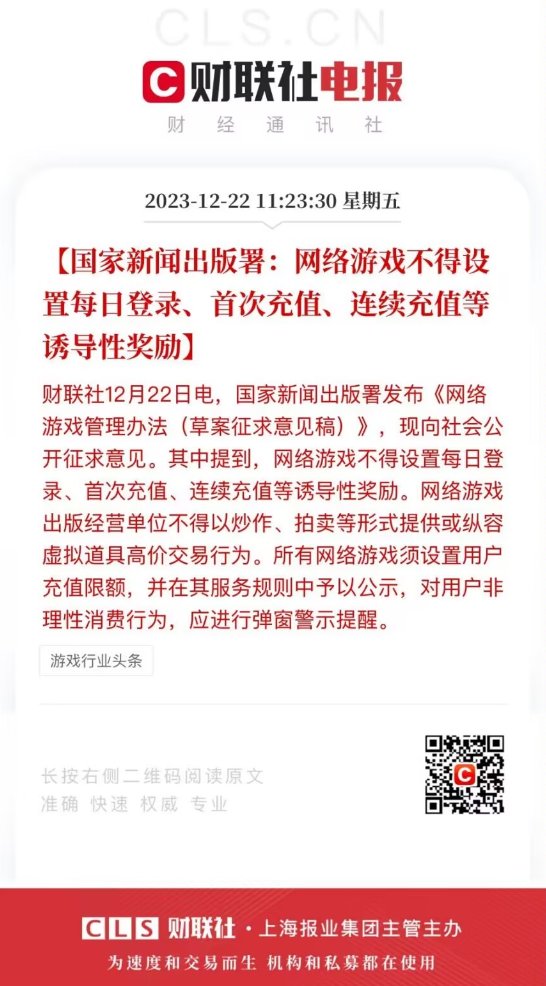 CLS.CN
财联社电报
财经通讯社
2023-12-22 11:23:30 星期五
【国家新闻出版署：网络游戏不得设
置每日登录、首次充值、连续充值等
诱导性奖励】
财联社12月22日电，国家新闻出版署发布《网络
游戏管理办法（草案征求意见稿）》，现向社会公
开征求意见。其中提到，网络游戏不得设置每日登
录、首次充值、连续充值等诱导性奖励。网络游戏
出版经营单位不得以炒作、拍卖等形式提供或纵容
虚拟道具高价交易行为。所有网络游戏须设置用户
充值限额，并在其服务规则中予以公示，对用户非
理性消费行为，应进行弹窗警示提醒。
游戏行业头条
长按右侧二维码阅读原文
准确 快速 权威 专业
CLS 财联社·上海报业集团主管主办
为速度和交易而生 机构和私募都在使用